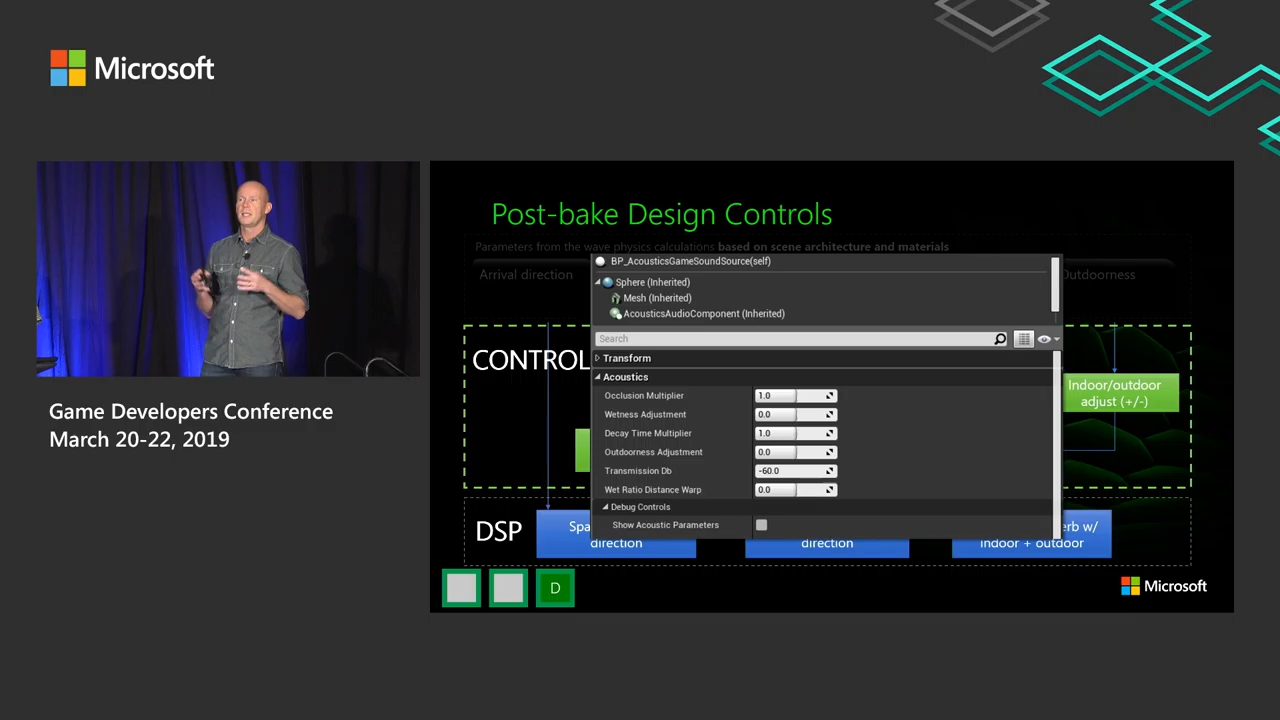 Microsoft
Game Developers Conference
March 20-22, 2019
Post-bake Design Controls
Parameters from the wave physics calculations based on scene architecture and materials
Arrival direction
Outdoorness
BP_AcousticsGameSoundSource(self)
Sphere (Inherited)
Mesh (Inherited)
AcousticsAudioComponent (Inherited)
Search
Transform
Acoustics
Occlusion Multiplier 1.0
Wetness Adjustment 0.0
Decay Time Multiplier 1.0
Outdoorness Adjustment 0.0
Transmission Db -60.0
Wet Ratio Distance Warp 0.0
Debug Controls
Show Acoustic Parameters
CONTROL
Indoor/outdoor
adjust (+/-)
DSP
direction
direction
w/
indoor + outdoor
D
Microsoft